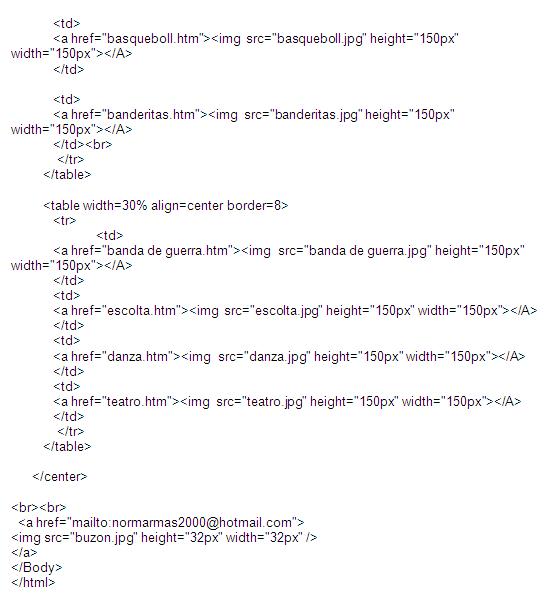 <td>
<a href="basqueboll.htm"><img  src="basqueboll.jpg" height="150px"
width="150px"></A>
</td>
<td>
<a href="banderitas.htm"><img  src="banderitas.jpg" height="150px"
width="150px"></A>
</td><br>
</tr>
</table>
<table width=30% align=center border=8>
<tr>
<td>
<a href="banda de guerra.htm"><img  src="banda de guerra.jpg" height="150px"
width="150px"></A>
</td>
<td>
<a href="escolta.htm"><img  src="escolta.jpg" height="150px" width="150px"></A>
</td>
<td>
<a href="danza.htm"><img  src="danza.jpg" height="150px" width="150px"></A>
</td>
<td>
<a href="teatro.htm"><img  src="teatro.jpg" height="150px" width="150px"></A>
</td>
</tr>
</table>
</center>
<br><br>
<a href="mailto:normarmas2000@hotmail.com">
<img src="buzon.jpg" height="32px" width="32px" />
</a>
</Body>
</html>